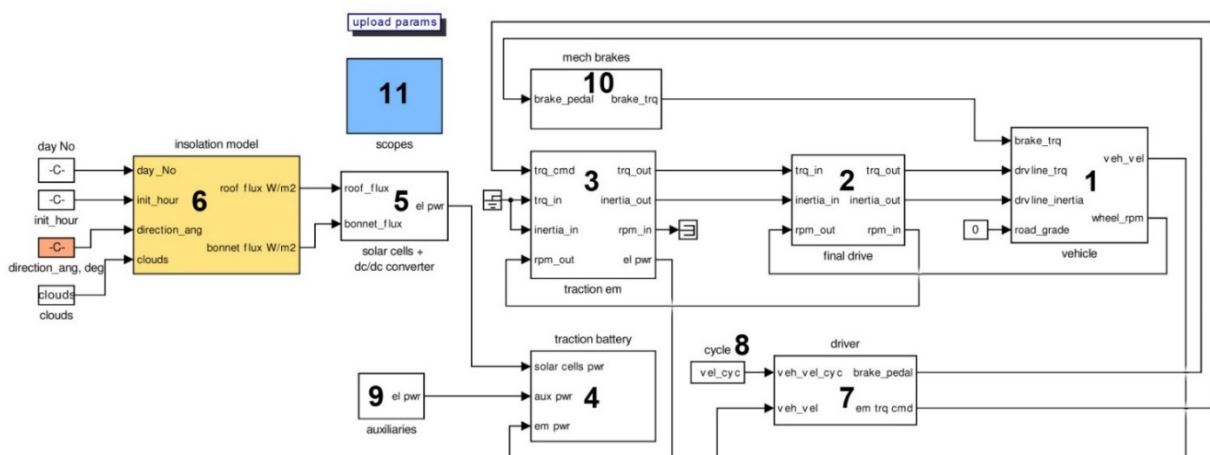 upload params
11
scopes
day No
-C-
-C-
init_hour
-C-
direction_ang, deg
clouds
clouds
insolation model
day_No
init_hour
direction_ang
clouds
6
roof flux W/m2
bonnet flux W/m2
roof_flux
bonnet_flux
5
el pwr
solar cells +
dc/dc converter
mech brakes
brake_pedal
10
brake_trq
trq_cmd
trq_in
inertia_in
rpm_out
3
trq_out
inertia_out
rpm_in
el pwr
traction em
trq_in
inertia_in
rpm_out
2
trq_out
inertia_out
rpm_in
final drive
0
brake_trq
drvline_trq
drvline_inertia
road_grade
1
veh_vel
wheel_rpm
vehicle
9
el pwr
auxiliaries
traction battery
solar cells pwr
aux pwr
em pwr
4
cycle
8
vel_cyc
driver
veh_vel_cyc
veh_vel
7
brake_pedal
em trq cmd